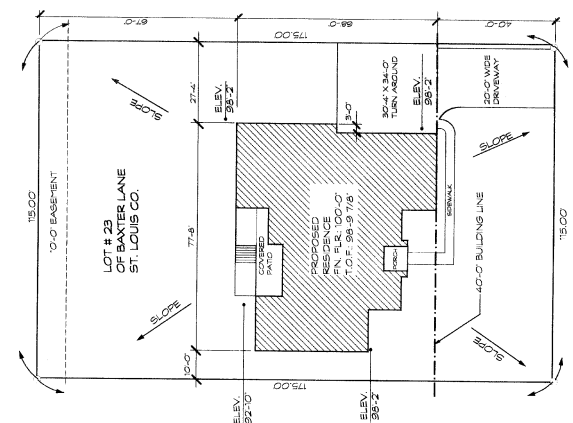 67'-0"
68'-0"
40'-0"
175.00'
115.00'
10'-0" EASEMENT
SLOPE
LOT # 23
OF BAXTER LANE
ST. LOUIS CO.
SLOPE
27'-4"
77'-8"
10'-0"
ELEV.
98'-2"
3'-0"
30'-4" X 34'-0"
TURN AROUND
ELEV.
98'-2"
20'-0" WIDE
DRIVEWAY
SLOPE
COVERED
PATIO
PROPOSED
RESIDENCE
FIN. FLR.: 100'-0"
T.O.F. 98'-9 7/8"
PORCH
SIDEWALK
40'-0" BUILDING LINE
115.00'
SLOPE
ELEV.
92'-10"
175.00'
ELEV.
98'-2"